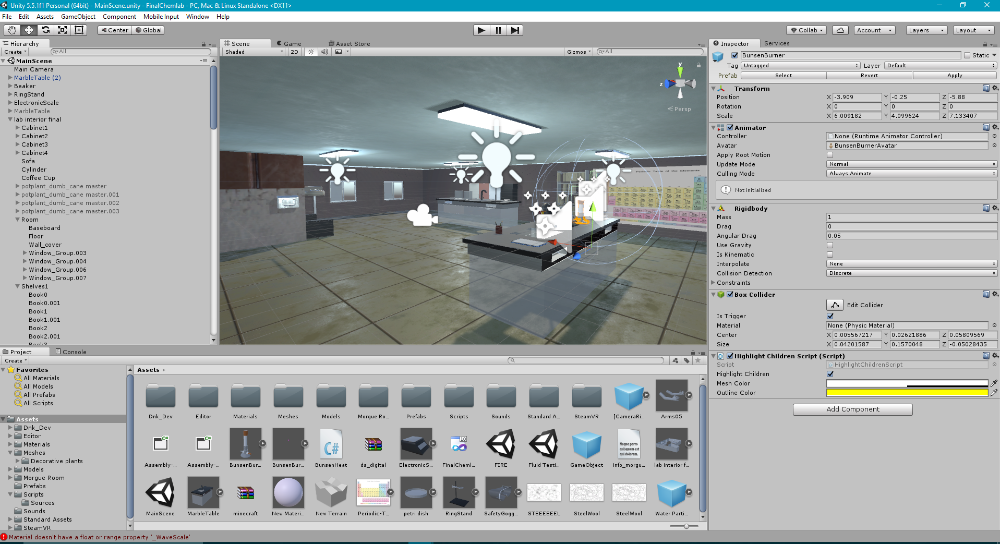 Unity 5.5.1f1 Personal (64bit) - MainScene.unity - FinalChemlab - PC, Mac & Linux Standalone <DX11>
File Edit Assets GameObject Component Mobile Input Window Help
Center Global
Collab Account Layers Layout
Hierarchy
Create All
MainScene
Main Camera
MarbleTable (2)
Beaker
RingStand
ElectronicScale
MarbleTable
lab interior final
Cabinet1
Cabinet2
Cabinet3
Cabinet4
Sofa
Cylinder
Coffee Cup
potplant_dumb_cane master
potplant_dumb_cane master.001
potplant_dumb_cane master.002
potplant_dumb_cane master.003
Room
Baseboard
Floor
Wall_cover
Window_Group.003
Window_Group.004
Window_Group.006
Window_Group.007
Shelves1
Book0
Book0.001
Book1
Book1.001
Book2
Book2.001
Scene Game Asset Store
Shaded 2D Gizmos All
y
z
Persp
Periodic Table of the Elements
Inspector Services
BunsenBurner Static
Tag Untagged Layer Default
Prefab Select Revert Apply
Transform
Position X -3.909 Y -0.25 Z -5.88
Rotation X 0 Y 0 Z 0
Scale X 6.009182 Y 4.099624 Z 7.133407
Animator
Controller None (Runtime Animator Controller)
Avatar BunsenBurnerAvatar
Apply Root Motion
Update Mode Normal
Culling Mode Always Animate
Not initialized
Rigidbody
Mass 1
Drag 0
Angular Drag 0.05
Use Gravity
Is Kinematic
Interpolate None
Collision Detection Discrete
Constraints
Box Collider
Edit Collider
Is Trigger
Material None (Physic Material)
Center X 0.005567217 Y 0.02621886 Z 0.05809569
Size X 0.04201587 Y 0.1570048 Z -0.05028435
Highlight Children Script (Script)
Script HighlightChildrenScript
Highlight Children
Mesh Color
Outline Color
Add Component
Project Console
Create
Favorites
All Materials
All Models
All Prefabs
All Scripts
Assets
Dnk_Dev
Editor
Materials
Meshes
Decorative plants
Models
Morgue Room
Prefabs
Scripts
Sources
Sounds
Standard Assets
SteamVR
Assets
Dnk_Dev Editor Materials Meshes Models Morgue Ro... Prefabs Scripts Sounds Standard A... SteamVR [CameraRi... Arms05
C# C# C# 10 Neque porro quisquam est qui dolorem.
Assembly-... Assembly-... BunsenBur... BunsenBur... BunsenHeat ds_digital ElectronicS... FinalCheml... FIRE Fluid Testi... GameObject info_morgu... lab interior f...
MainScene MarbleTable minecraft New Materi... New Terrain Periodic-T... petri dish RingStand SafetyGogg... STEEEEEEL SteelWool SteelWool Water Parti...
Material doesn't have a float or range property '_WaveScale'